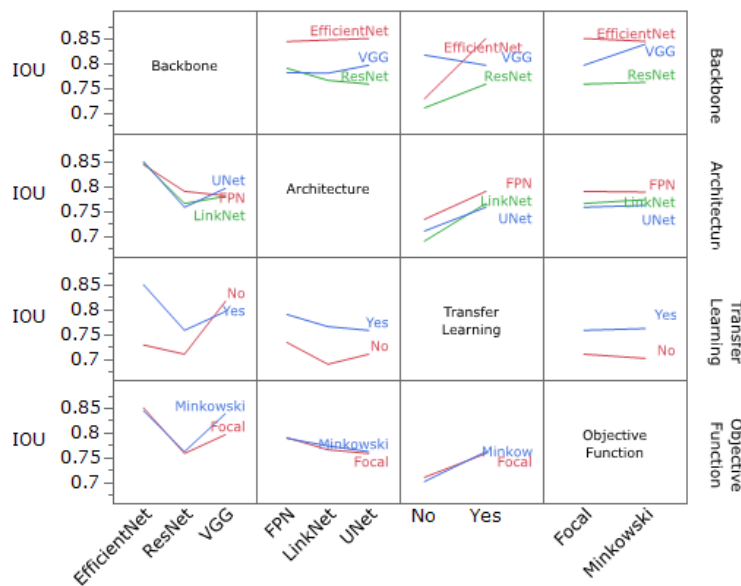 0.85
0.8
0.75
0.7
IOU
Backbone
EfficientNet
VGG
ResNet
EfficientNet
VGG
ResNet
EfficientNet
VGG
ResNet
Backbone
0.85
0.8
0.75
0.7
IOU
UNet
FPN
LinkNet
Architecture
FPN
LinkNet
UNet
FPN
LinkNet
UNet
Architectun
0.85
0.8
0.75
0.7
IOU
No
Yes
Yes
No
Transfer
Learning
Yes
No
Transfer
Learning
0.85
0.8
0.75
0.7
IOU
Minkowski
Focal
Minkowski
Focal
Minkow
Focal
Objective
Function
Objective
Function
EfficientNet
ResNet
VGG
FPN
LinkNet
UNet
No
Yes
Focal
Minkowski